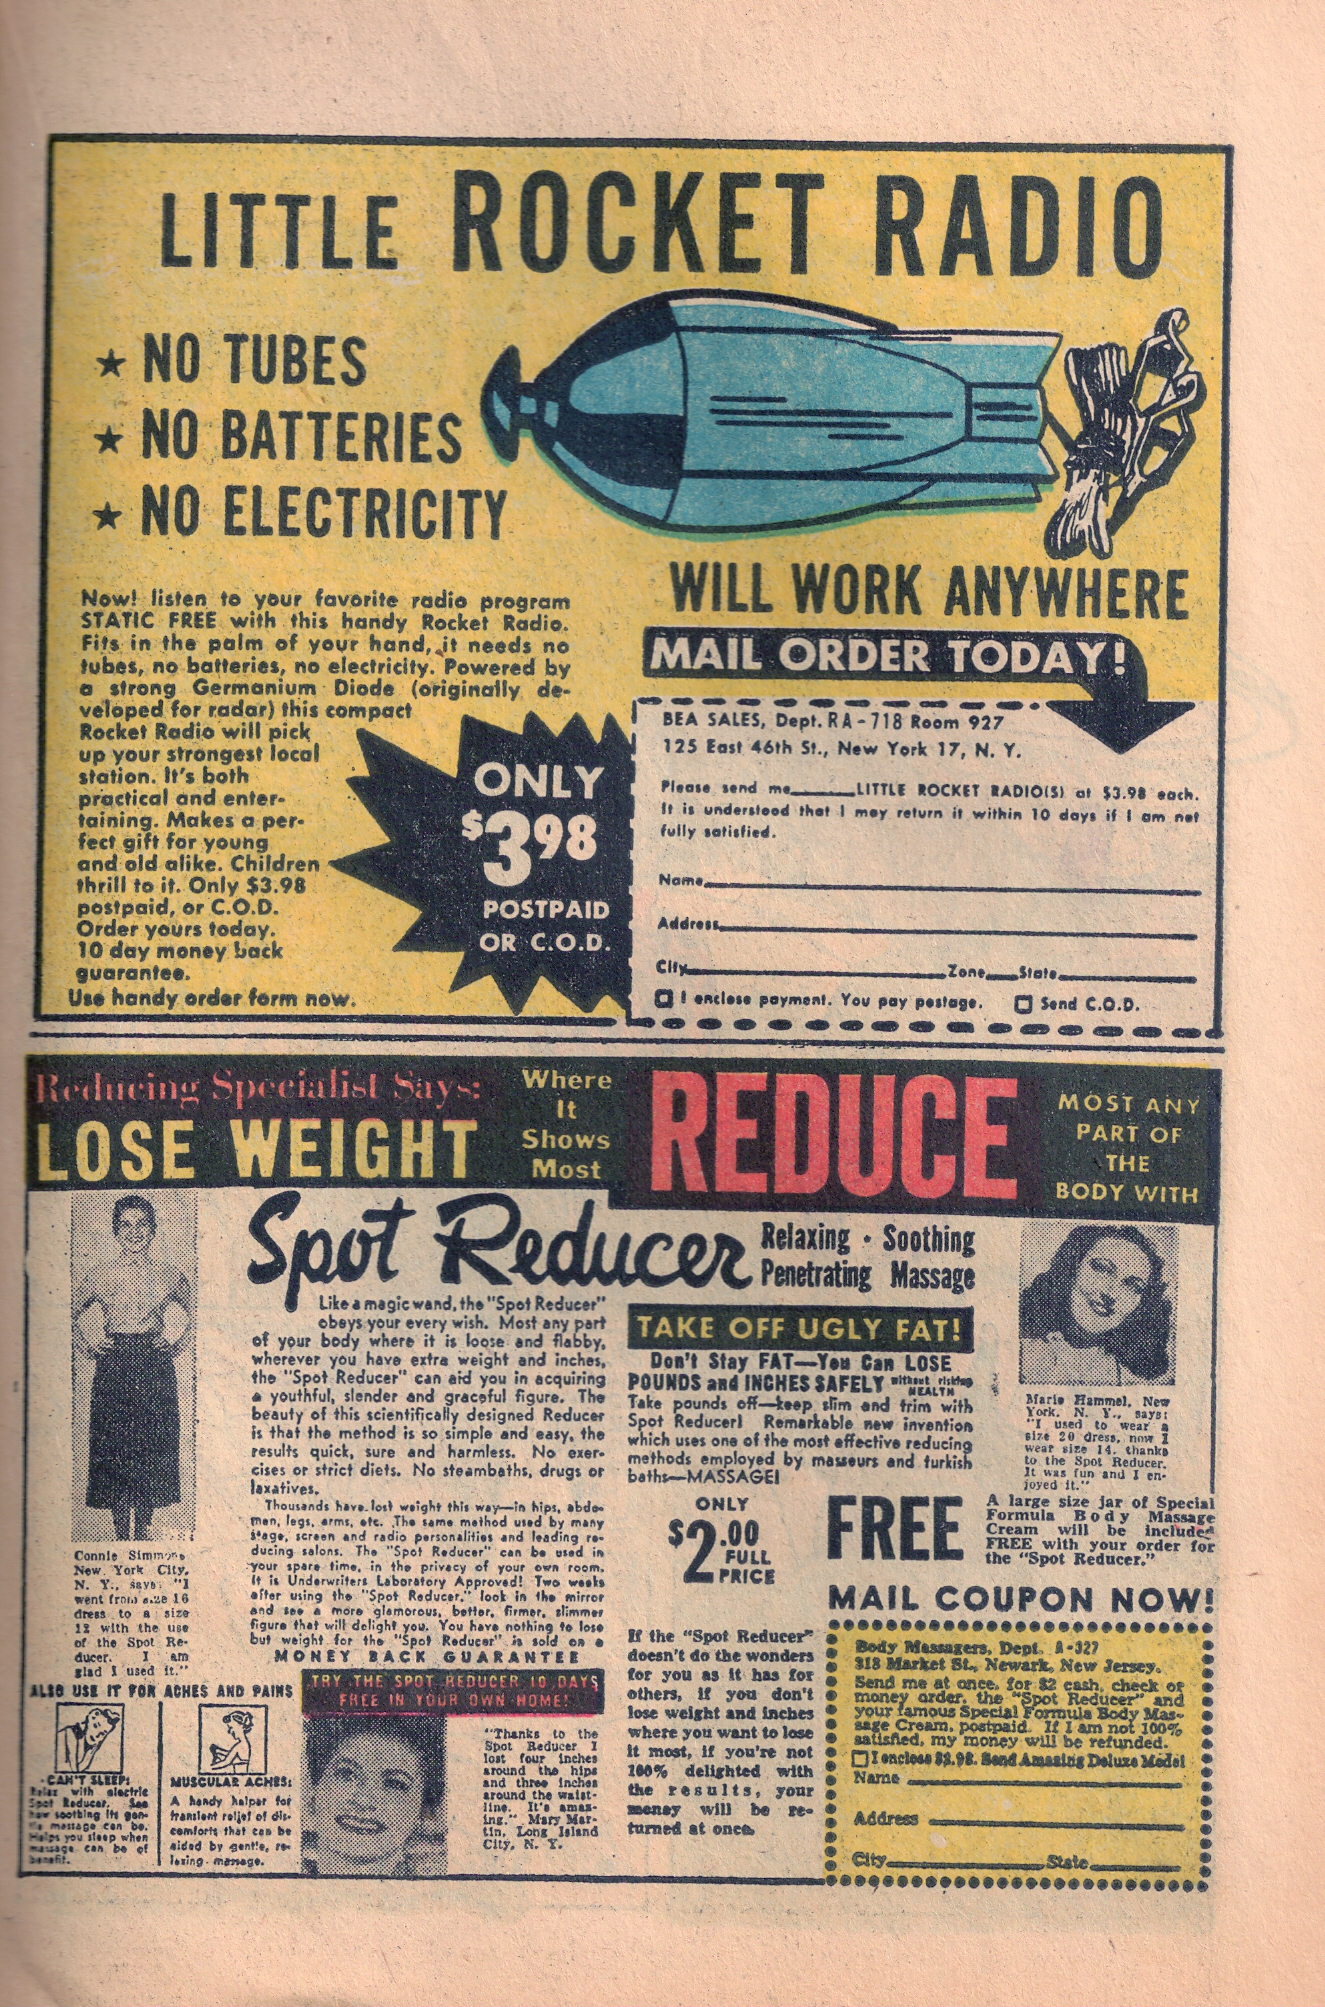 LITTLE ROCKET RADIO
★ NO TUBES
★ NO BATTERIES
★ NO ELECTRICITY
WILL WORK ANYWHERE
Now! listen to your favorite radio program
STATIC FREE with this handy Rocket Radio.
Fits in the palm of your hand, it needs no
tubes, no batteries, no electricity. Powered by
a strong Germanium Diode (originally de-
veloped for radar) this compact
Rocket Radio will pick
up your strongest local
station. It's both
practical and enter-
taining. Makes a per-
fect gift for young
and old alike. Children
thrill to it. Only $3.98
postpaid, or C.O.D.
Order yours today.
10 day money back
guarantee.
Use handy order form now.
ONLY
$3.98
POSTPAID
OR C.O.D.
MAIL ORDER TODAY!
BEA SALES, Dept. RA-718 Room 927
125 East 46th St., New York 17, N. Y.
Please send me LITTLE ROCKET RADIO(S) at $3.98 each.
It is understood that I may return it within 10 days if I am not
fully satisfied.
Name
Address
City Zone State
☐ I enclose payment. You pay postage. ☐ Send C.O.D.
Reducing Specialist Says:
LOSE WEIGHT
Where
It
Shows
Most
REDUCE
MOST ANY
PART OF
THE
BODY WITH
Spot Reducer
Relaxing • Soothing
Penetrating Massage
Connie Simmons,
New York City,
N. Y., says: "I
went from size 16
dress to a size
12 with the use
of the Spot Re-
ducer. I am
glad I used it."
Like a magic wand, the "Spot Reducer"
obeys your every wish. Most any part
of your body where it is loose and flabby,
wherever you have extra weight and inches,
the "Spot Reducer" can aid you in acquiring
a youthful, slender and graceful figure. The
beauty of this scientifically designed Reducer
is that the method is so simple and easy, the
results quick, sure and harmless. No exer-
cises or strict diets. No steambaths, drugs or
laxatives.
Thousands have lost weight this way—in hips, abdo-
men, legs, arms, etc. The same method used by many
stage, screen and radio personalities and leading re-
ducing salons. The "Spot Reducer" can be used in
your spare time, in the privacy of your own room.
It is Underwriters Laboratory Approved! Two weeks
after using the "Spot Reducer," look in the mirror
and see a more glamorous, better, firmer, slimmer
figure that will delight you. You have nothing to lose
but weight for the "Spot Reducer" is sold on a
MONEY BACK GUARANTEE
ALSO USE IT FOR ACHES AND PAINS
CAN'T SLEEP:
Relax with electric
Spot Reducer. See
how soothing its gen-
tle massage can be.
Helps you sleep when
massage can be of
benefit.
MUSCULAR ACHES:
A handy helper for
transient relief of dis-
comforts that can be
aided by gentle, re-
laxing massage.
TRY THE SPOT REDUCER 10 DAYS
FREE IN YOUR OWN HOME!
"Thanks to the
Spot Reducer I
lost four inches
around the hips
and three inches
around the waist-
line. It's amaz-
ing." Mary Mar-
tin, Long Island
City, N. Y.
TAKE OFF UGLY FAT!
Don't Stay FAT—You Can LOSE
POUNDS and INCHES SAFELY without risking
HEALTH
Take pounds off—keep slim and trim with
Spot Reducer! Remarkable new invention
which uses one of the most effective reducing
methods employed by masseurs and turkish
baths—MASSAGE!
ONLY
$2.00
FULL
PRICE
If the "Spot Reducer"
doesn't do the wonders
for you as it has for
others, if you don't
lose weight and inches
where you want to lose
it most, if you're not
100% delighted with
the results, your
money will be re-
turned at once.
Marie Hammel, New
York, N. Y., says:
"I used to wear a
size 20 dress, now I
wear size 14, thanks
to the Spot Reducer.
It was fun and I en-
joyed it."
FREE
A large size jar of Special
Formula Body Massage
Cream will be included
FREE with your order for
the "Spot Reducer."
MAIL COUPON NOW!
Body Massagers, Dept. A-327
318 Market St., Newark, New Jersey.
Send me at once, for $2 cash, check or
money order, the "Spot Reducer" and
your famous Special Formula Body Mas-
sage Cream, postpaid. If I am not 100%
satisfied, my money will be refunded.
☐ I enclose $2.98. Send Amazing Deluxe Model
Name
Address
City State